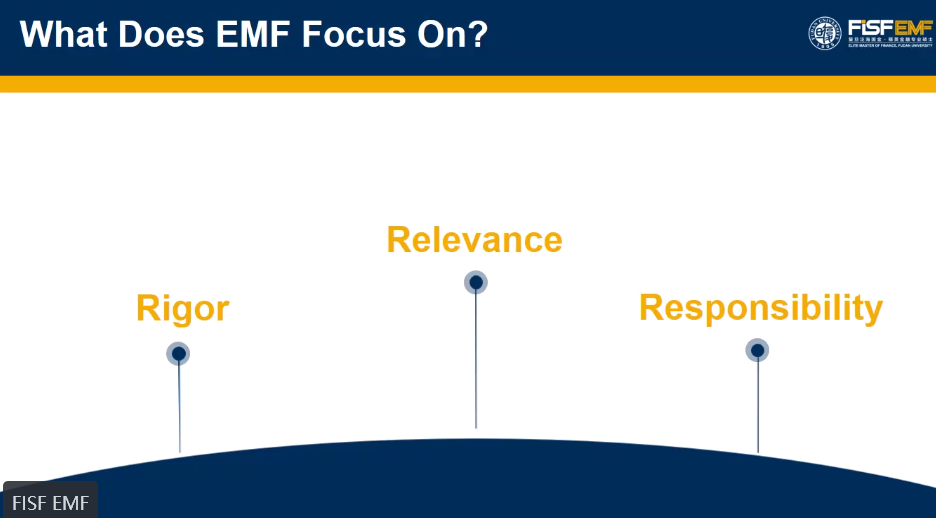 What Does EMF Focus On?
FISF EMF
ELITE MASTER OF FINANCE, FUDAN UNIVERSITY
Relevance
Rigor
Responsibility
FISF EMF